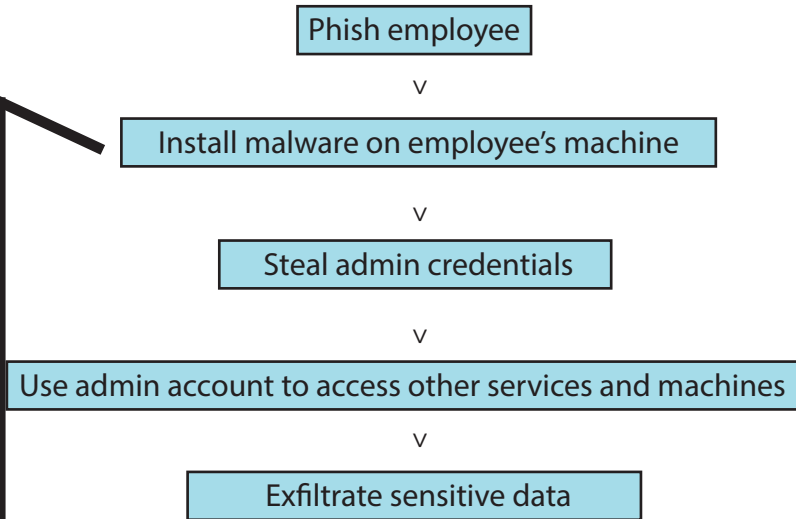 Phish employee
v
Install malware on employee’s machine
v
Steal admin credentials
v
Use admin account to access other services and machines
v
Exfiltrate sensitive data